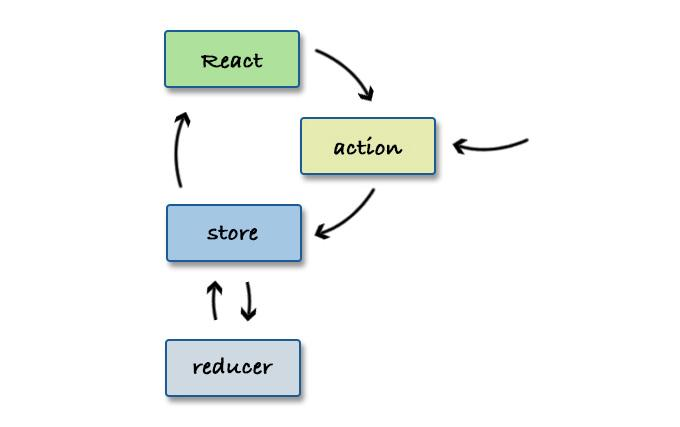 React
action
store
reducer